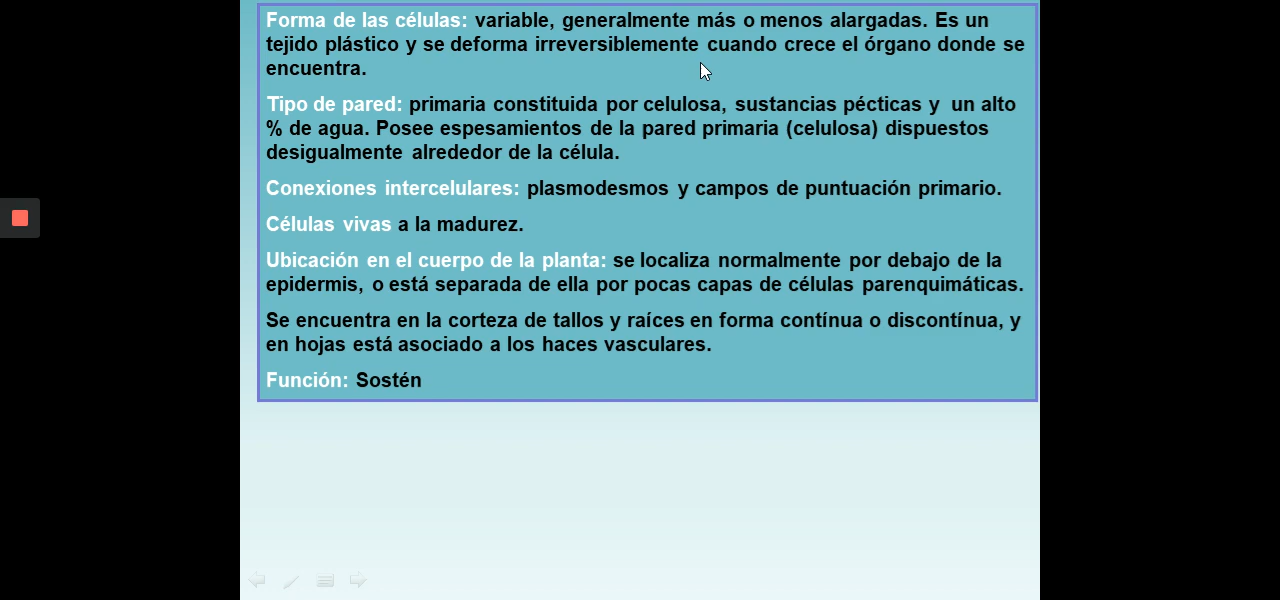 Forma de las células: variable, generalmente más o menos alargadas. Es un
tejido plástico y se deforma irreversiblemente cuando crece el órgano donde se
encuentra.
Tipo de pared: primaria constituida por celulosa, sustancias pécticas y un alto
% de agua. Posee espesamientos de la pared primaria (celulosa) dispuestos
desigualmente alrededor de la célula.
Conexiones intercelulares: plasmodesmos y campos de puntuación primario.
Células vivas a la madurez.
Ubicación en el cuerpo de la planta: se localiza normalmente por debajo de la
epidermis, o está separada de ella por pocas capas de células parenquimáticas.
Se encuentra en la corteza de tallos y raíces en forma contínua o discontínua, y
en hojas está asociado a los haces vasculares.
Función: Sostén